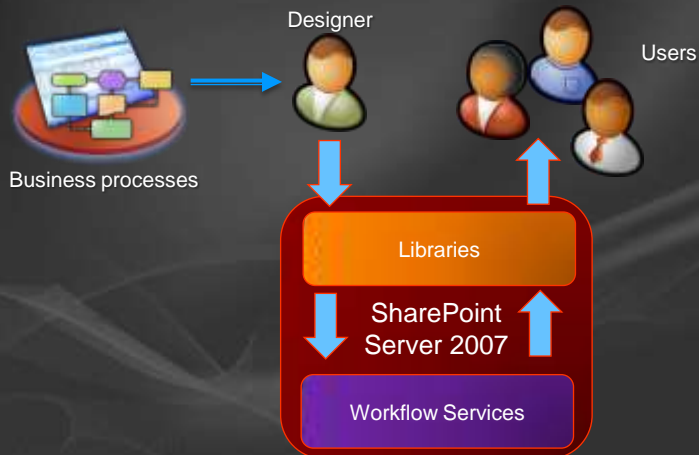 Designer
Users
Business processes
Libraries
SharePoint
Server 2007
Workflow Services